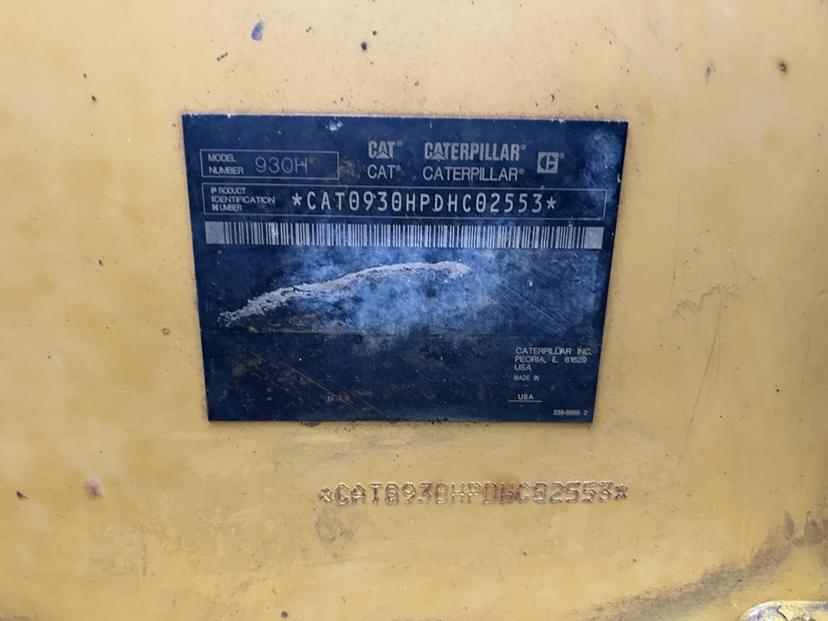 MODEL NUMBER 930H
CAT® CATERPILLAR® C®
CAT® CATERPILLAR®
PRODUCT IDENTIFICATION NUMBER *CAT0930HPDHC02553*
CATERPILLAR INC.
PEORIA, IL 61629
USA
MADE IN
USA
*CAT0930HPDHC02553*